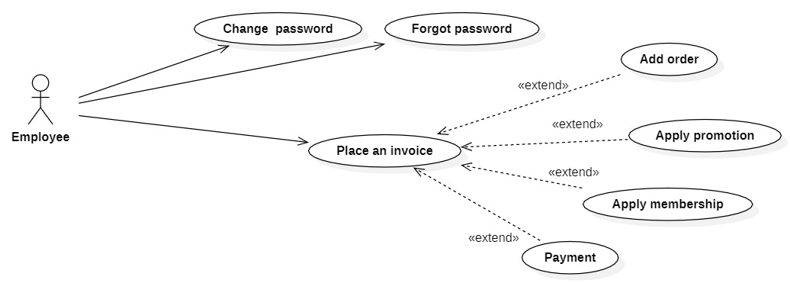 Change  password
Forgot password
Add order
«extend»
Employee
«extend»
Apply promotion
Place an invoice
«extend»
Apply membership
«extend»
Payment